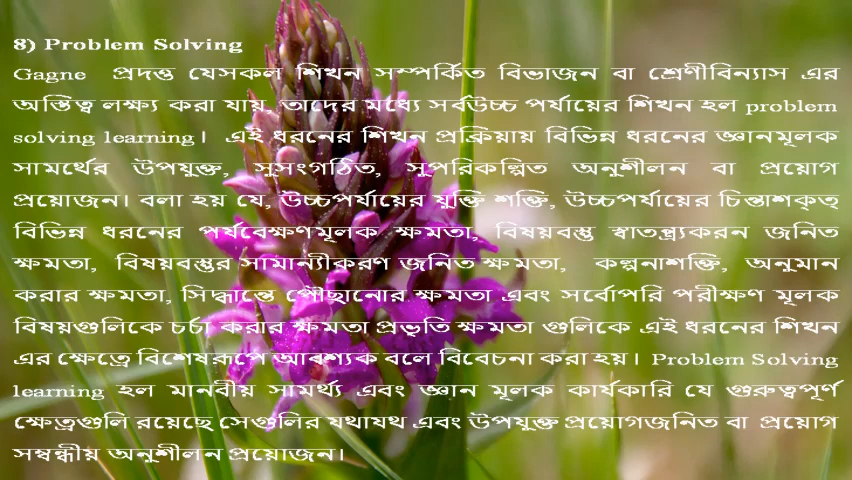 8) Problem Solving
Gagne প্রদত্ত যেসকল শিখন সম্পর্কিত বিভাজন বা শ্রেণীবিন্যাস এর
অস্তিত্ব লক্ষ্য করা যায়, তাদের মধ্যে সর্বউচ্চ পর্যায়ের শিখন হল problem
solving learning। এই ধরনের শিখন প্রক্রিয়ায় বিভিন্ন ধরনের জ্ঞানমূলক
সামর্থের উপযুক্ত, সুসংগঠিত, সুপরিকল্পিত অনুশীলন বা প্রয়োগ
প্রয়োজন। বলা হয় যে, উচ্চপর্যায়ের যুক্তি শক্তি, উচ্চপর্যায়ের চিন্তাশক্ত্
বিভিন্ন ধরনের পর্যবেক্ষণমূলক ক্ষমতা, বিষয়বস্তু স্বাতন্ত্র্যকরন জনিত
ক্ষমতা, বিষয়বস্তুর সামান্যীকরণ জনিত ক্ষমতা, কল্পনাশক্তি, অনুমান
করার ক্ষমতা, সিদ্ধান্তে পৌছানোর ক্ষমতা এবং সর্বোপরি পরীক্ষণ মূলক
বিষয়গুলিকে চর্চা করার ক্ষমতা প্রভৃতি ক্ষমতা গুলিকে এই ধরনের শিখন
এর ক্ষেত্রে বিশেষরূপে আবশ্যক বলে বিবেচনা করা হয়। Problem Solving
learning হল মানবীয় সামর্থ্য এবং জ্ঞান মূলক কার্যকারি যে গুরুত্বপূর্ণ
ক্ষেত্রগুলি রয়েছে সেগুলির যথাযথ এবং উপযুক্ত প্রয়োগজনিত বা প্রয়োগ
সম্বন্ধীয় অনুশীলন প্রয়োজন।